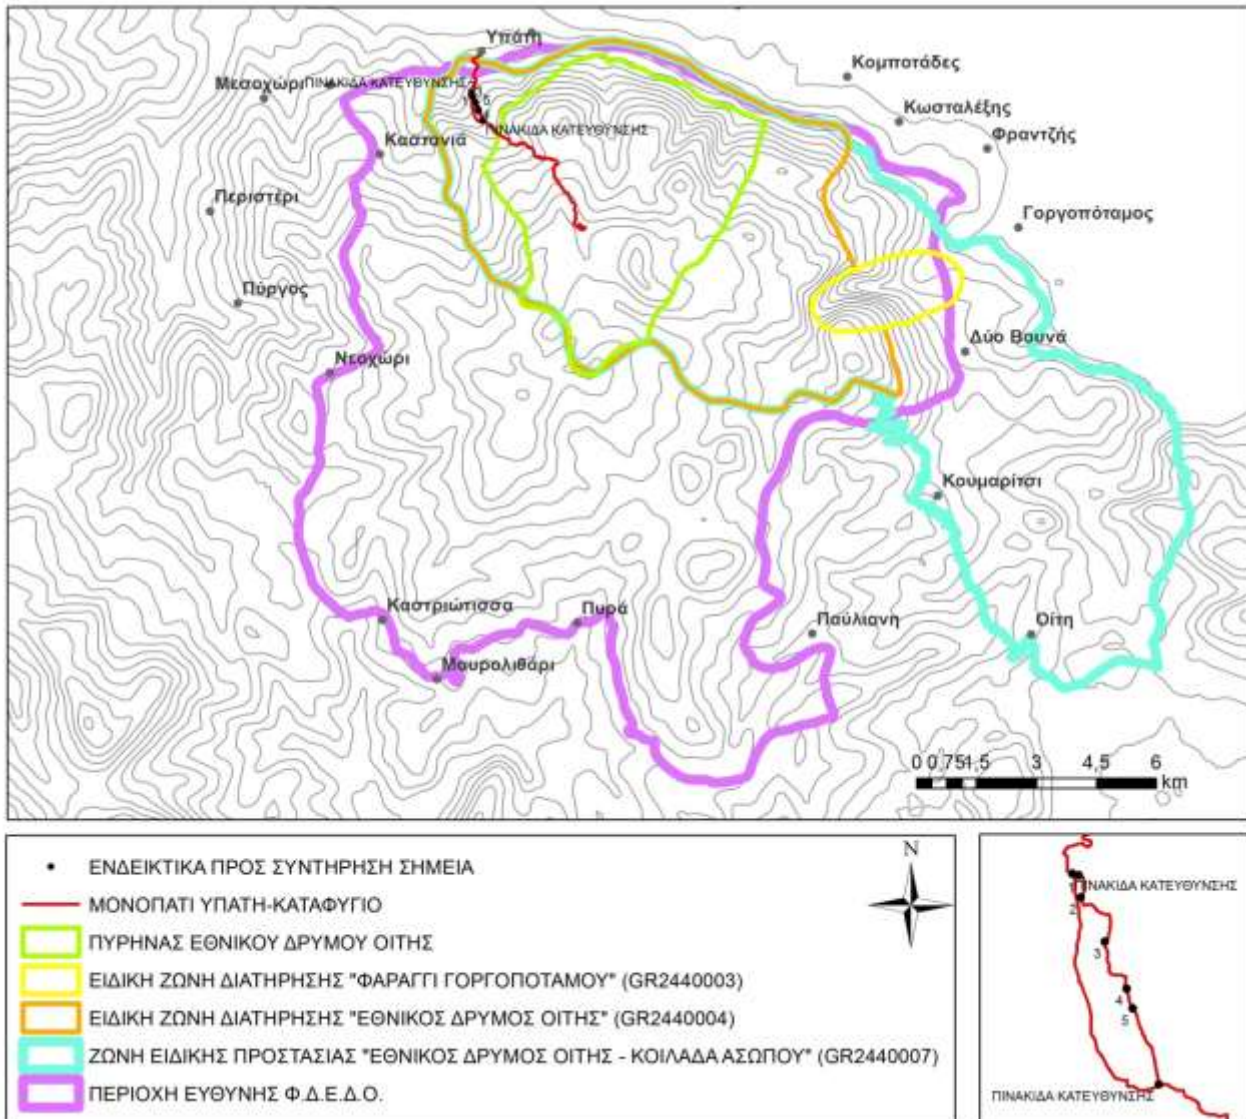 Υπάτη
Κομποτάδες
Μεσοχώρι
ΠΙΝΑΚΙΔΑ ΚΑΤΕΥΘΥΝΣΗΣ
Κωσταλέξης
5
ΠΙΝΑΚΙΔΑ ΚΑΤΕΥΘΥΝΣΗΣ
Φραντζής
Καστανιά
Περιστέρι
Γοργοπόταμος
Πύργος
Δύο Βουνά
Νεοχώρι
Κουμαρίτσι
Καστριώτισσα
Πυρά
Παύλιανη
Οίτη
Μουρολιθάρι
0 0,75 1,5 3 4,5 6
km
ΕΝΔΕΙΚΤΙΚΑ ΠΡΟΣ ΣΥΝΤΗΡΗΣΗ ΣΗΜΕΙΑ
ΜΟΝΟΠΑΤΙ ΥΠΑΤΗ-ΚΑΤΑΦΥΓΙΟ
ΠΥΡΗΝΑΣ ΕΘΝΙΚΟΥ ΔΡΥΜΟΥ ΟΙΤΗΣ
ΕΙΔΙΚΗ ΖΩΝΗ ΔΙΑΤΗΡΗΣΗΣ "ΦΑΡΑΓΓΙ ΓΟΡΓΟΠΟΤΑΜΟΥ" (GR2440003)
ΕΙΔΙΚΗ ΖΩΝΗ ΔΙΑΤΗΡΗΣΗΣ "ΕΘΝΙΚΟΣ ΔΡΥΜΟΣ ΟΙΤΗΣ" (GR2440004)
ΖΩΝΗ ΕΙΔΙΚΗΣ ΠΡΟΣΤΑΣΙΑΣ "ΕΘΝΙΚΟΣ ΔΡΥΜΟΣ ΟΙΤΗΣ - ΚΟΙΛΑΔΑ ΑΣΩΠΟΥ" (GR2440007)
ΠΕΡΙΟΧΗ ΕΥΘΥΝΗΣ Φ.Δ.Ε.Δ.Ο.
N
1
ΠΙΝΑΚΙΔΑ ΚΑΤΕΥΘΥΝΣΗΣ
2
3
4
5
ΠΙΝΑΚΙΔΑ ΚΑΤΕΥΘΥΝΣΗΣ